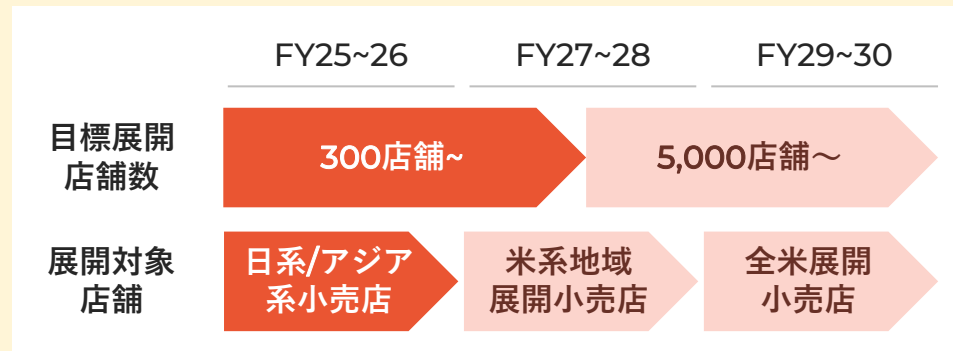 FY25~26
FY27~28
FY29~30
目標展開
店舗数
300店舗~
5,000店舗～
展開対象
店舗
日系/アジア
系小売店
米系地域
展開小売店
全米展開
小売店